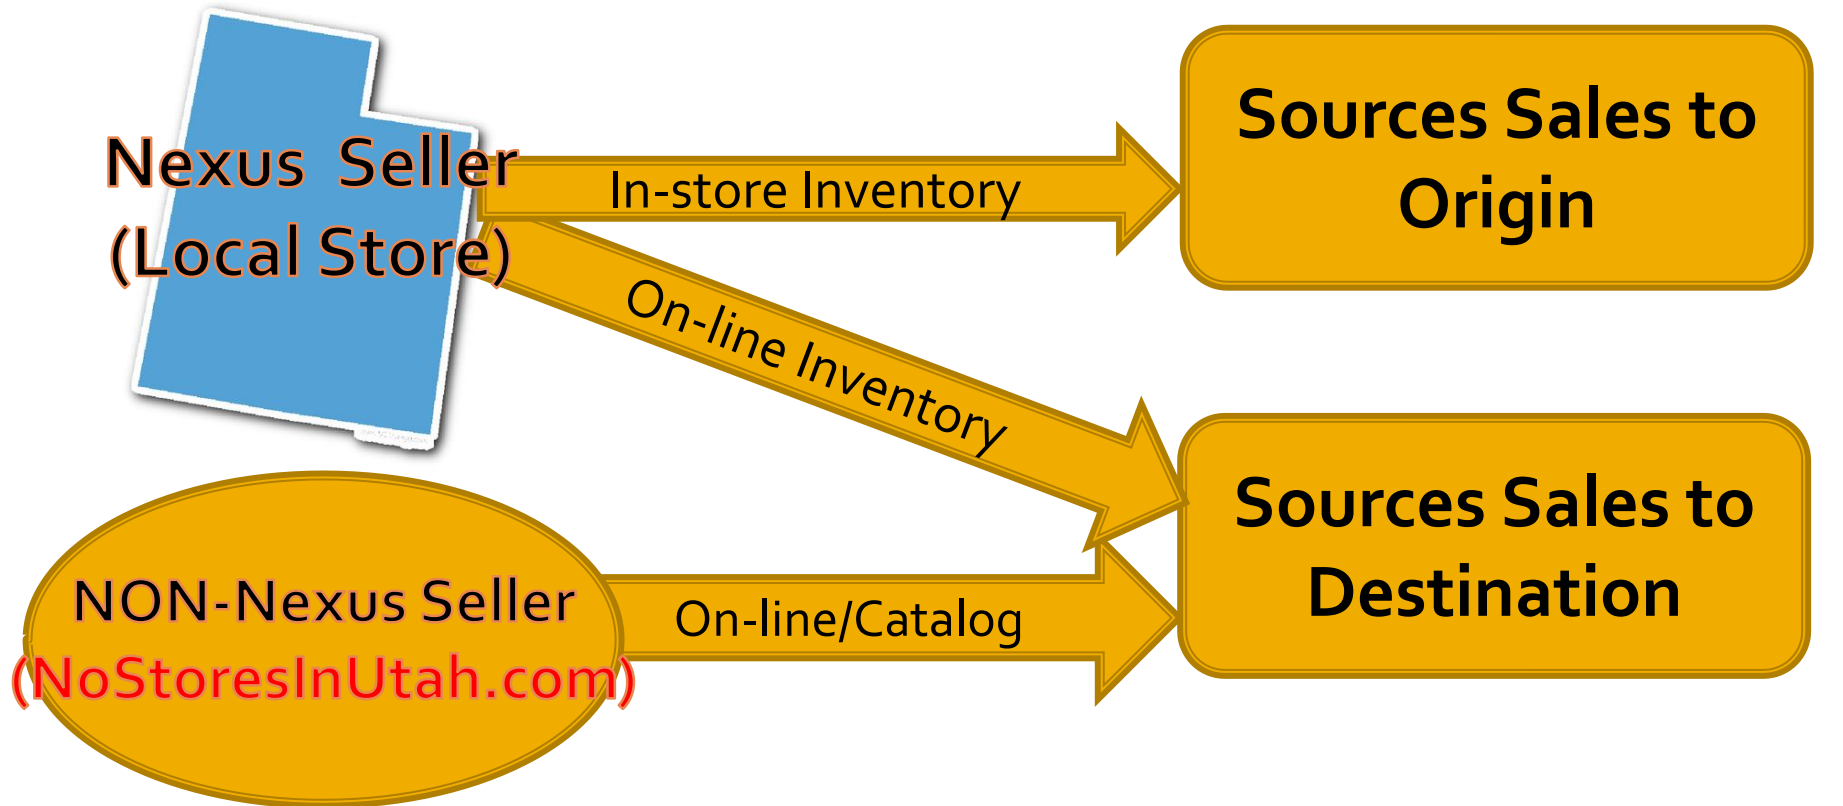 Nexus Seller
(Local Store)
In-store Inventory
Sources Sales to
Origin
On-line Inventory
NON-Nexus Seller
(NoStoresInUtah.com)
On-line/Catalog
Sources Sales to
Destination